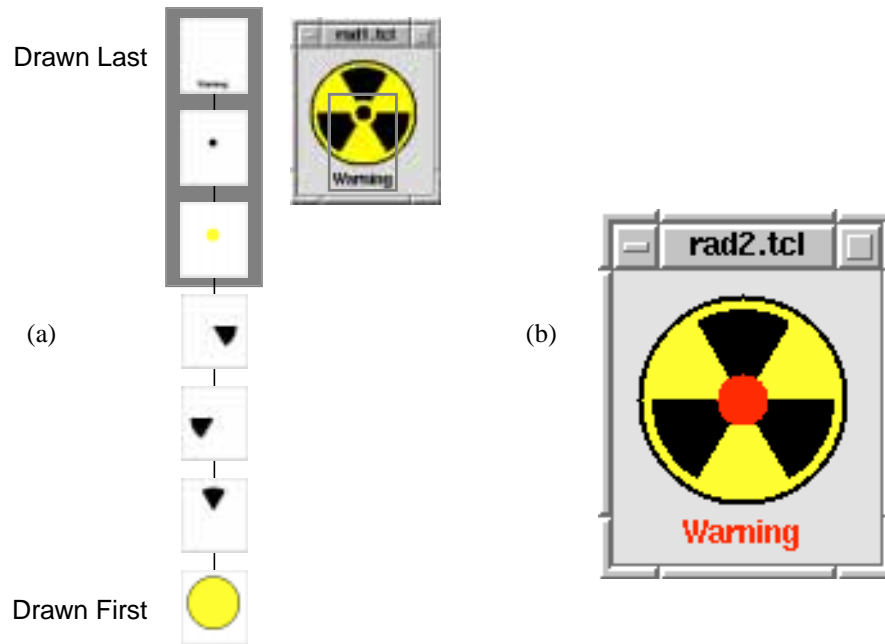 Drawn Last
Warning
rad1.tcl
Warning
(a)
(b)
rad2.tcl
Warning
Drawn First